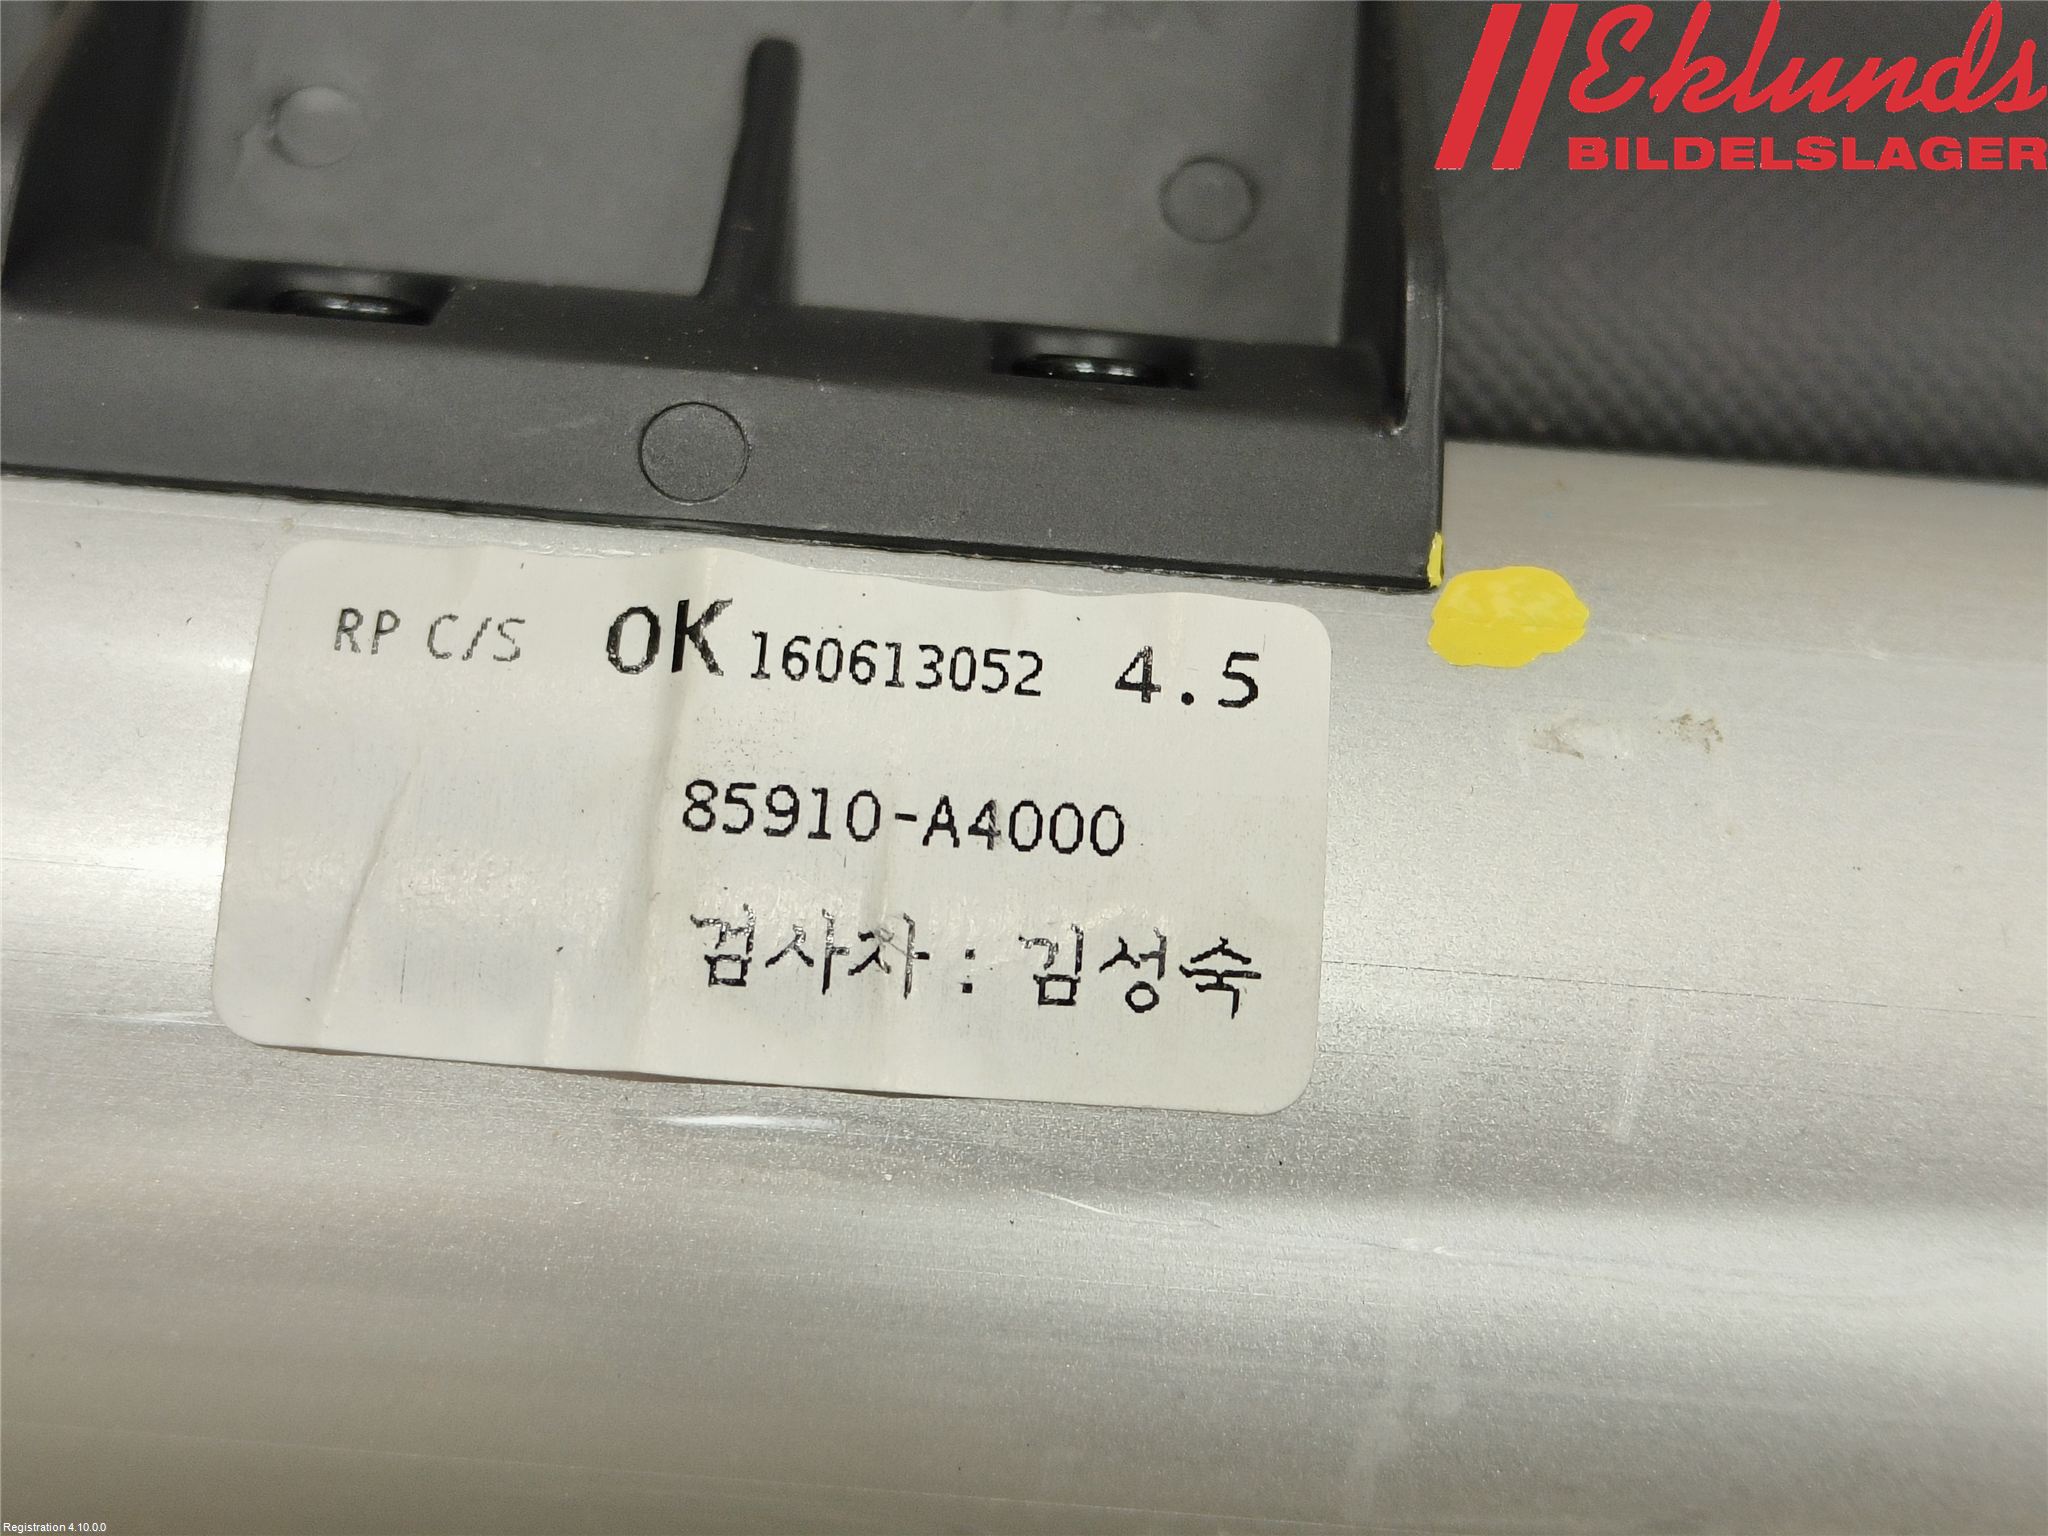 Eklunds
BILDELSLAGER
RP C/S OK 160613052 4.5
85910-A4000
검사자 : 김성숙
Registration 4.10.0.0